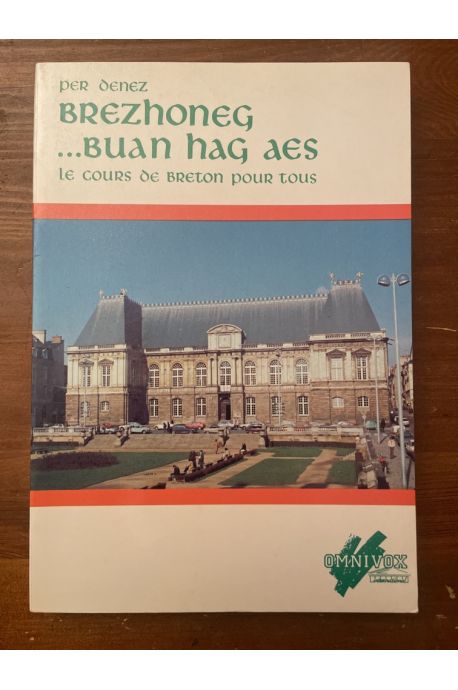 per denez
BREZHONEG
...BUAN HAG AES
le cours de breton pour tous
OMNIVOX